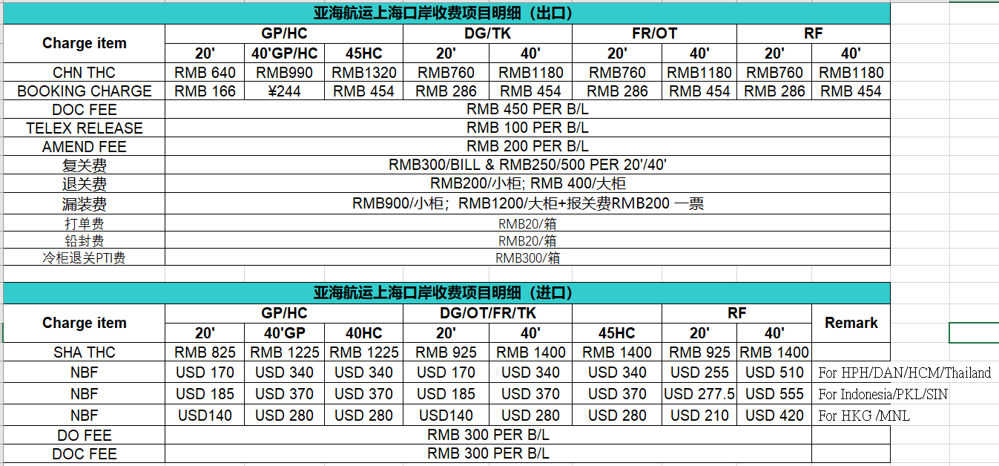 亚海航运上海口岸收费项目明细（出口）
Charge item GP/HC DG/TK FR/OT RF
20' 40'GP/HC 45HC 20' 40' 20' 40' 20' 40'
CHN THC RMB 640 RMB990 RMB1320 RMB760 RMB1180 RMB760 RMB1180 RMB760 RMB1180
BOOKING CHARGE RMB 166 ¥244 RMB 454 RMB 286 RMB 454 RMB 286 RMB 454 RMB 286 RMB 454
DOC FEE RMB 450 PER B/L
TELEX RELEASE RMB 100 PER B/L
AMEND FEE RMB 200 PER B/L
复关费 RMB300/BILL & RMB250/500 PER 20'/40'
退关费 RMB200/小柜; RMB 400/大柜
漏装费 RMB900/小柜；RMB1200/大柜+报关费RMB200 一票
打单费 RMB20/箱
铅封费 RMB20/箱
冷柜退关PTI费 RMB300/箱
亚海航运上海口岸收费项目明细（进口）
Charge item GP/HC DG/OT/FR/TK RF Remark
20' 40'GP 40HC 20' 40' 45HC 20' 40'
SHA THC RMB 825 RMB 1225 RMB 1225 RMB 925 RMB 1400 RMB 1400 RMB 925 RMB 1400
NBF USD 170 USD 340 USD 340 USD 170 USD 340 USD 340 USD 255 USD 510 For HPH/DAN/HCM/Thailand
NBF USD 185 USD 370 USD 370 USD 185 USD 370 USD 370 USD 277.5 USD 555 For Indonesia/PKL/SIN
NBF USD140 USD 280 USD 280 USD140 USD 280 USD 280 USD 210 USD 420 For HKG /MNL
DO FEE RMB 300 PER B/L
DOC FEE RMB 300 PER B/L